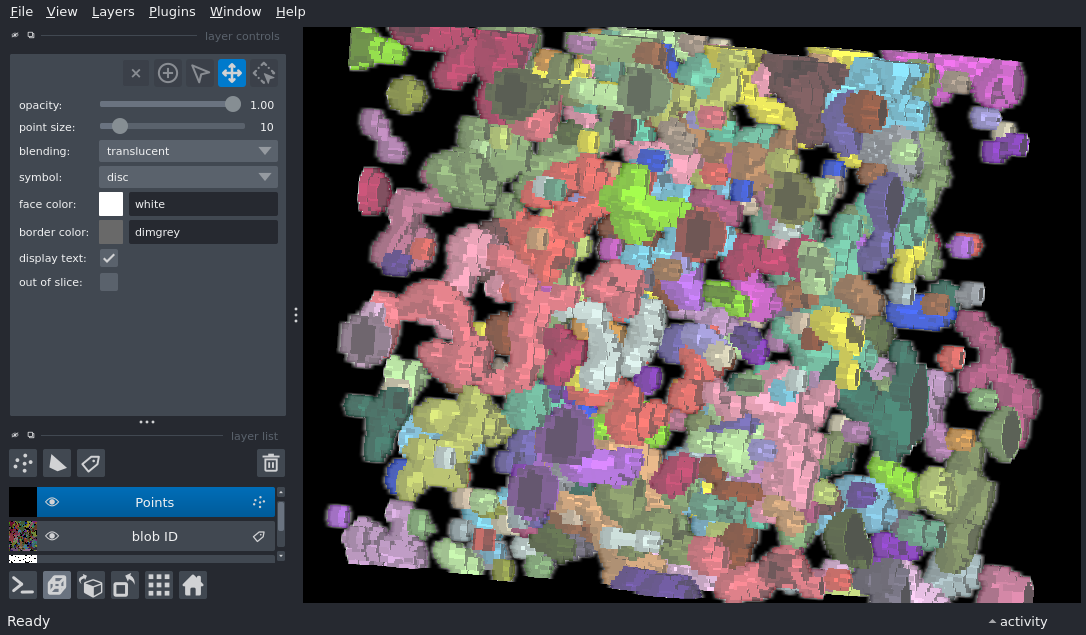 File View Layers Plugins Window Help
layer controls
opacity: 1.00
point size: 10
blending: translucent
symbol: disc
face color: white
border color: dimgrey
display text:
out of slice:
layer list
Points
blob ID
Ready
activity